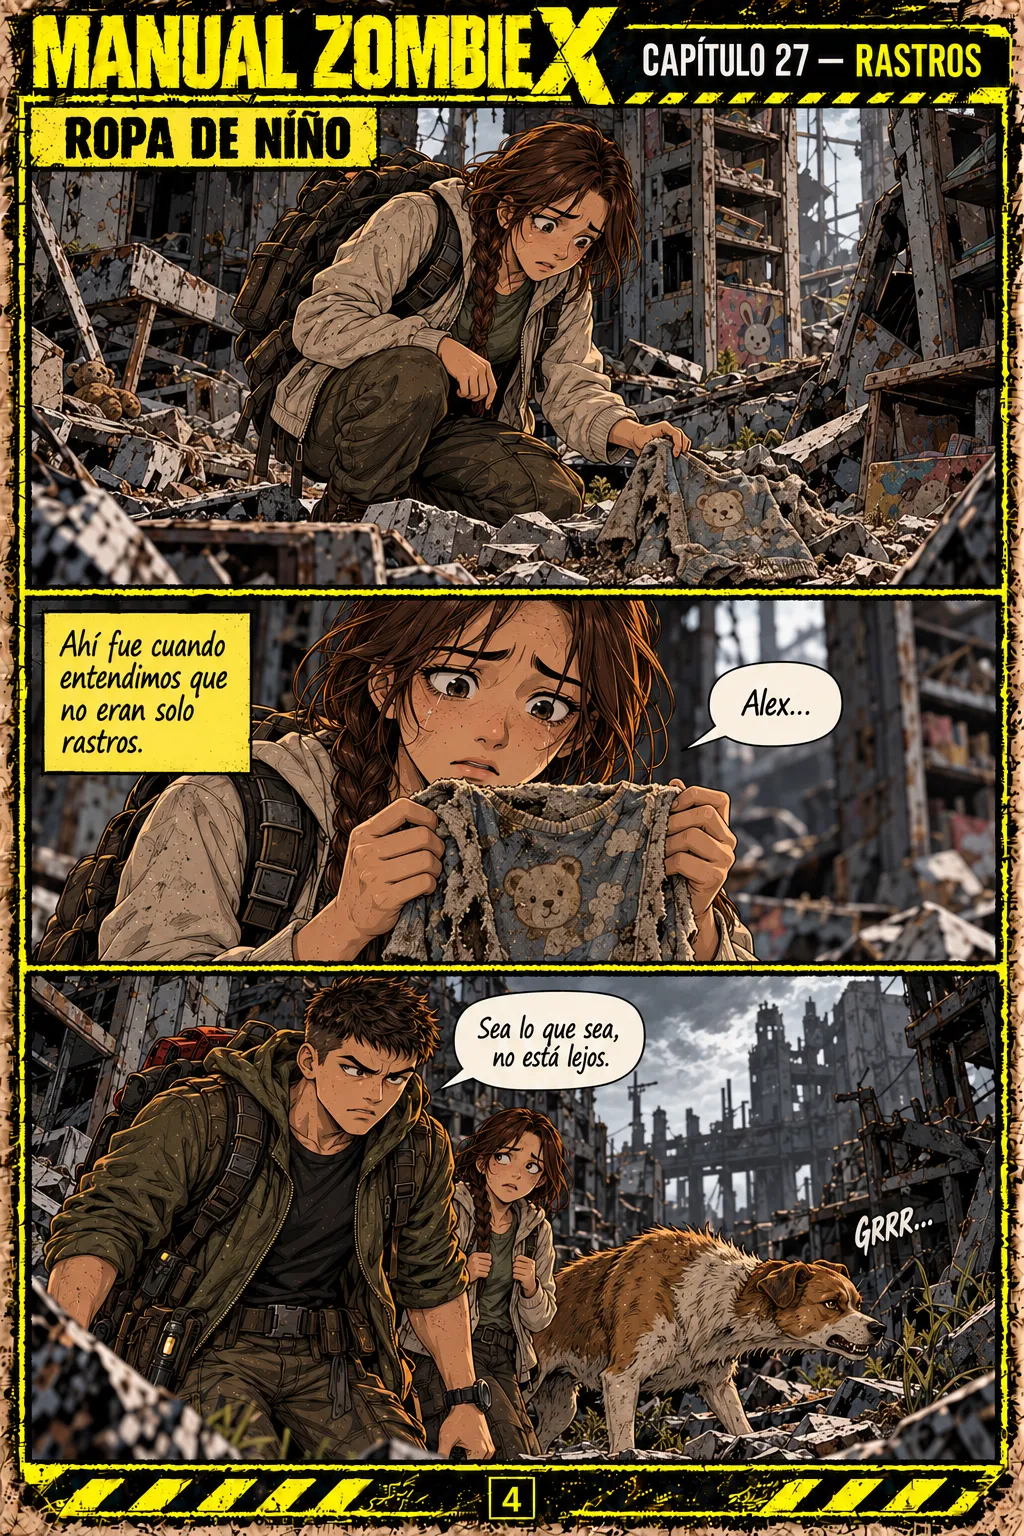 MANUAL ZOMBIE X
CAPÍTULO 27 — RASTROS
ROPA DE NIÑO
Ahí fue cuando
entendimos que
no eran solo
rastros.
Alex...
Sea lo que sea,
no está lejos.
GRRR...
4